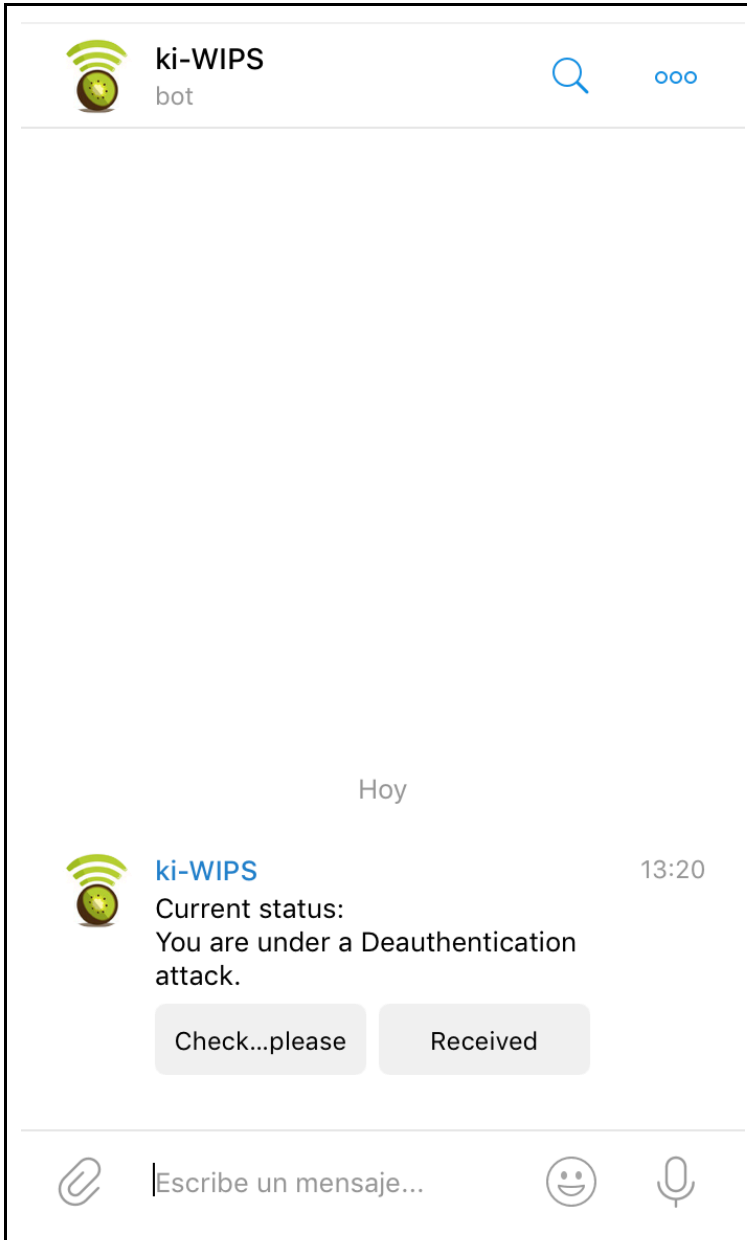 ki-WIPS
bot
Hoy
ki-WIPS 13:20
Current status:
You are under a Deauthentication
attack.
Check...please Received
Escribe un mensaje...